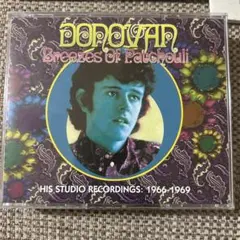 DONOVAN
Breezes of Patchouli
HIS STUDIO RECORDINGS: 1966-1969